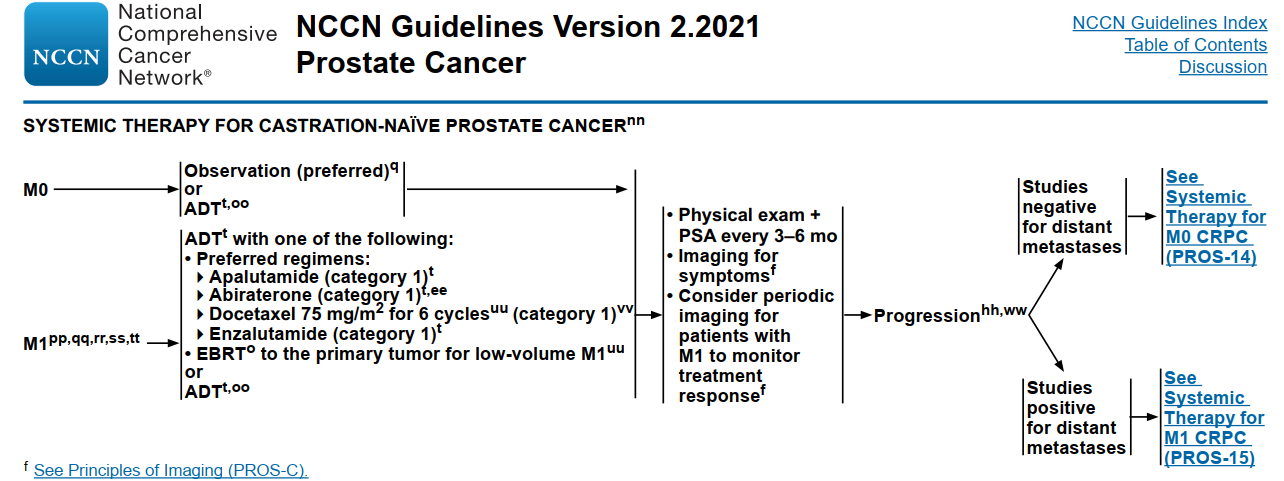 NCCN
National
Comprehensive
Cancer
Network®
NCCN Guidelines Version 2.2021
Prostate Cancer
NCCN Guidelines Index
Table of Contents
Discussion
SYSTEMIC THERAPY FOR CASTRATION-NAÏVE PROSTATE CANCERnn
M0
Observation (preferred)q
or
ADTt,oo
M1pp,qq,rr,ss,tt
ADTt with one of the following:
• Preferred regimens:
Apalutamide (category 1)t
Abiraterone (category 1)t,ee
Docetaxel 75 mg/m2 for 6 cyclesuu (category 1)vv
Enzalutamide (category 1)t
• EBRTo to the primary tumor for low-volume M1uu
or
ADTt,oo
• Physical exam +
PSA every 3–6 mo
• Imaging for
symptomsf
• Consider periodic
imaging for
patients with
M1 to monitor
treatment
responsef
Progressionhh,ww
Studies
negative
for distant
metastases
See
Systemic
Therapy for
M0 CRPC
(PROS-14)
Studies
positive
for distant
metastases
See
Systemic
Therapy for
M1 CRPC
(PROS-15)
f See Principles of Imaging (PROS-C).